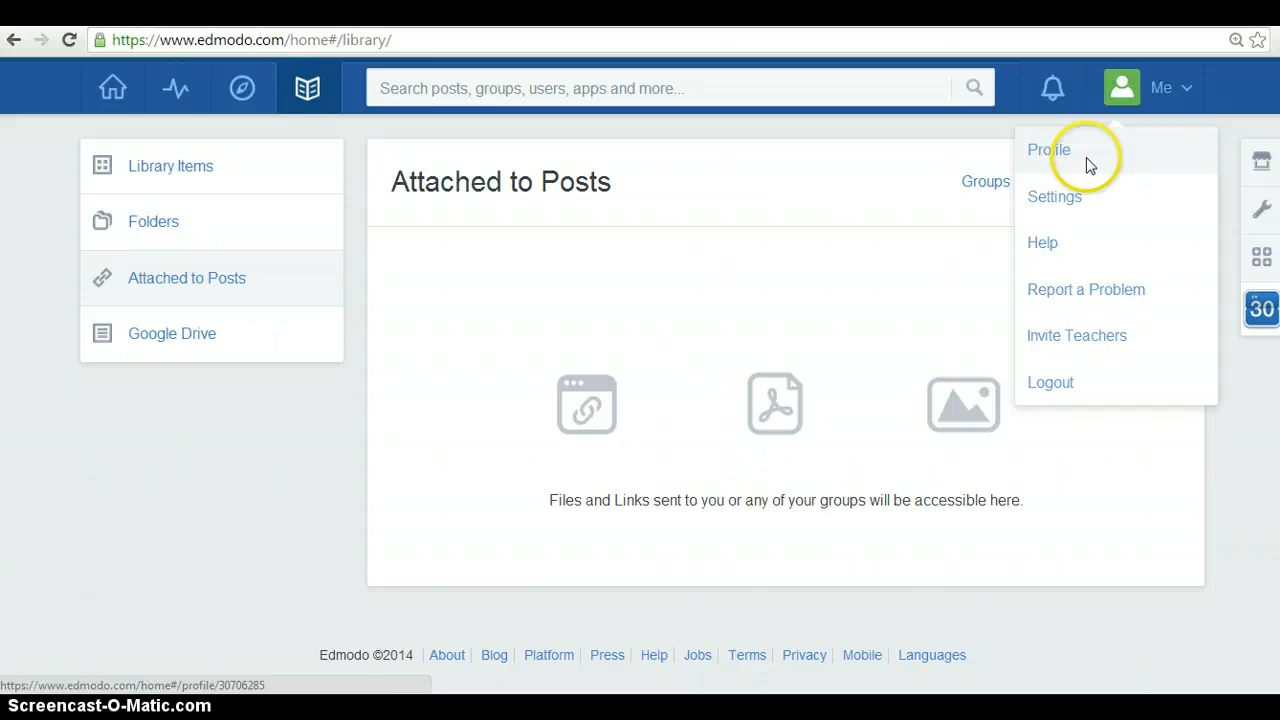 https://www.edmodo.com/home#/library/
Search posts, groups, users, apps and more...
Me
Library Items
Folders
Attached to Posts
Google Drive
Attached to Posts
Groups
Profile
Settings
Help
Report a Problem
Invite Teachers
Logout
30
Files and Links sent to you or any of your groups will be accessible here.
Edmodo ©2014 About Blog Platform Press Help Jobs Terms Privacy Mobile Languages
https://www.edmodo.com/home#/profile/30706285
Screencast-O-Matic.com